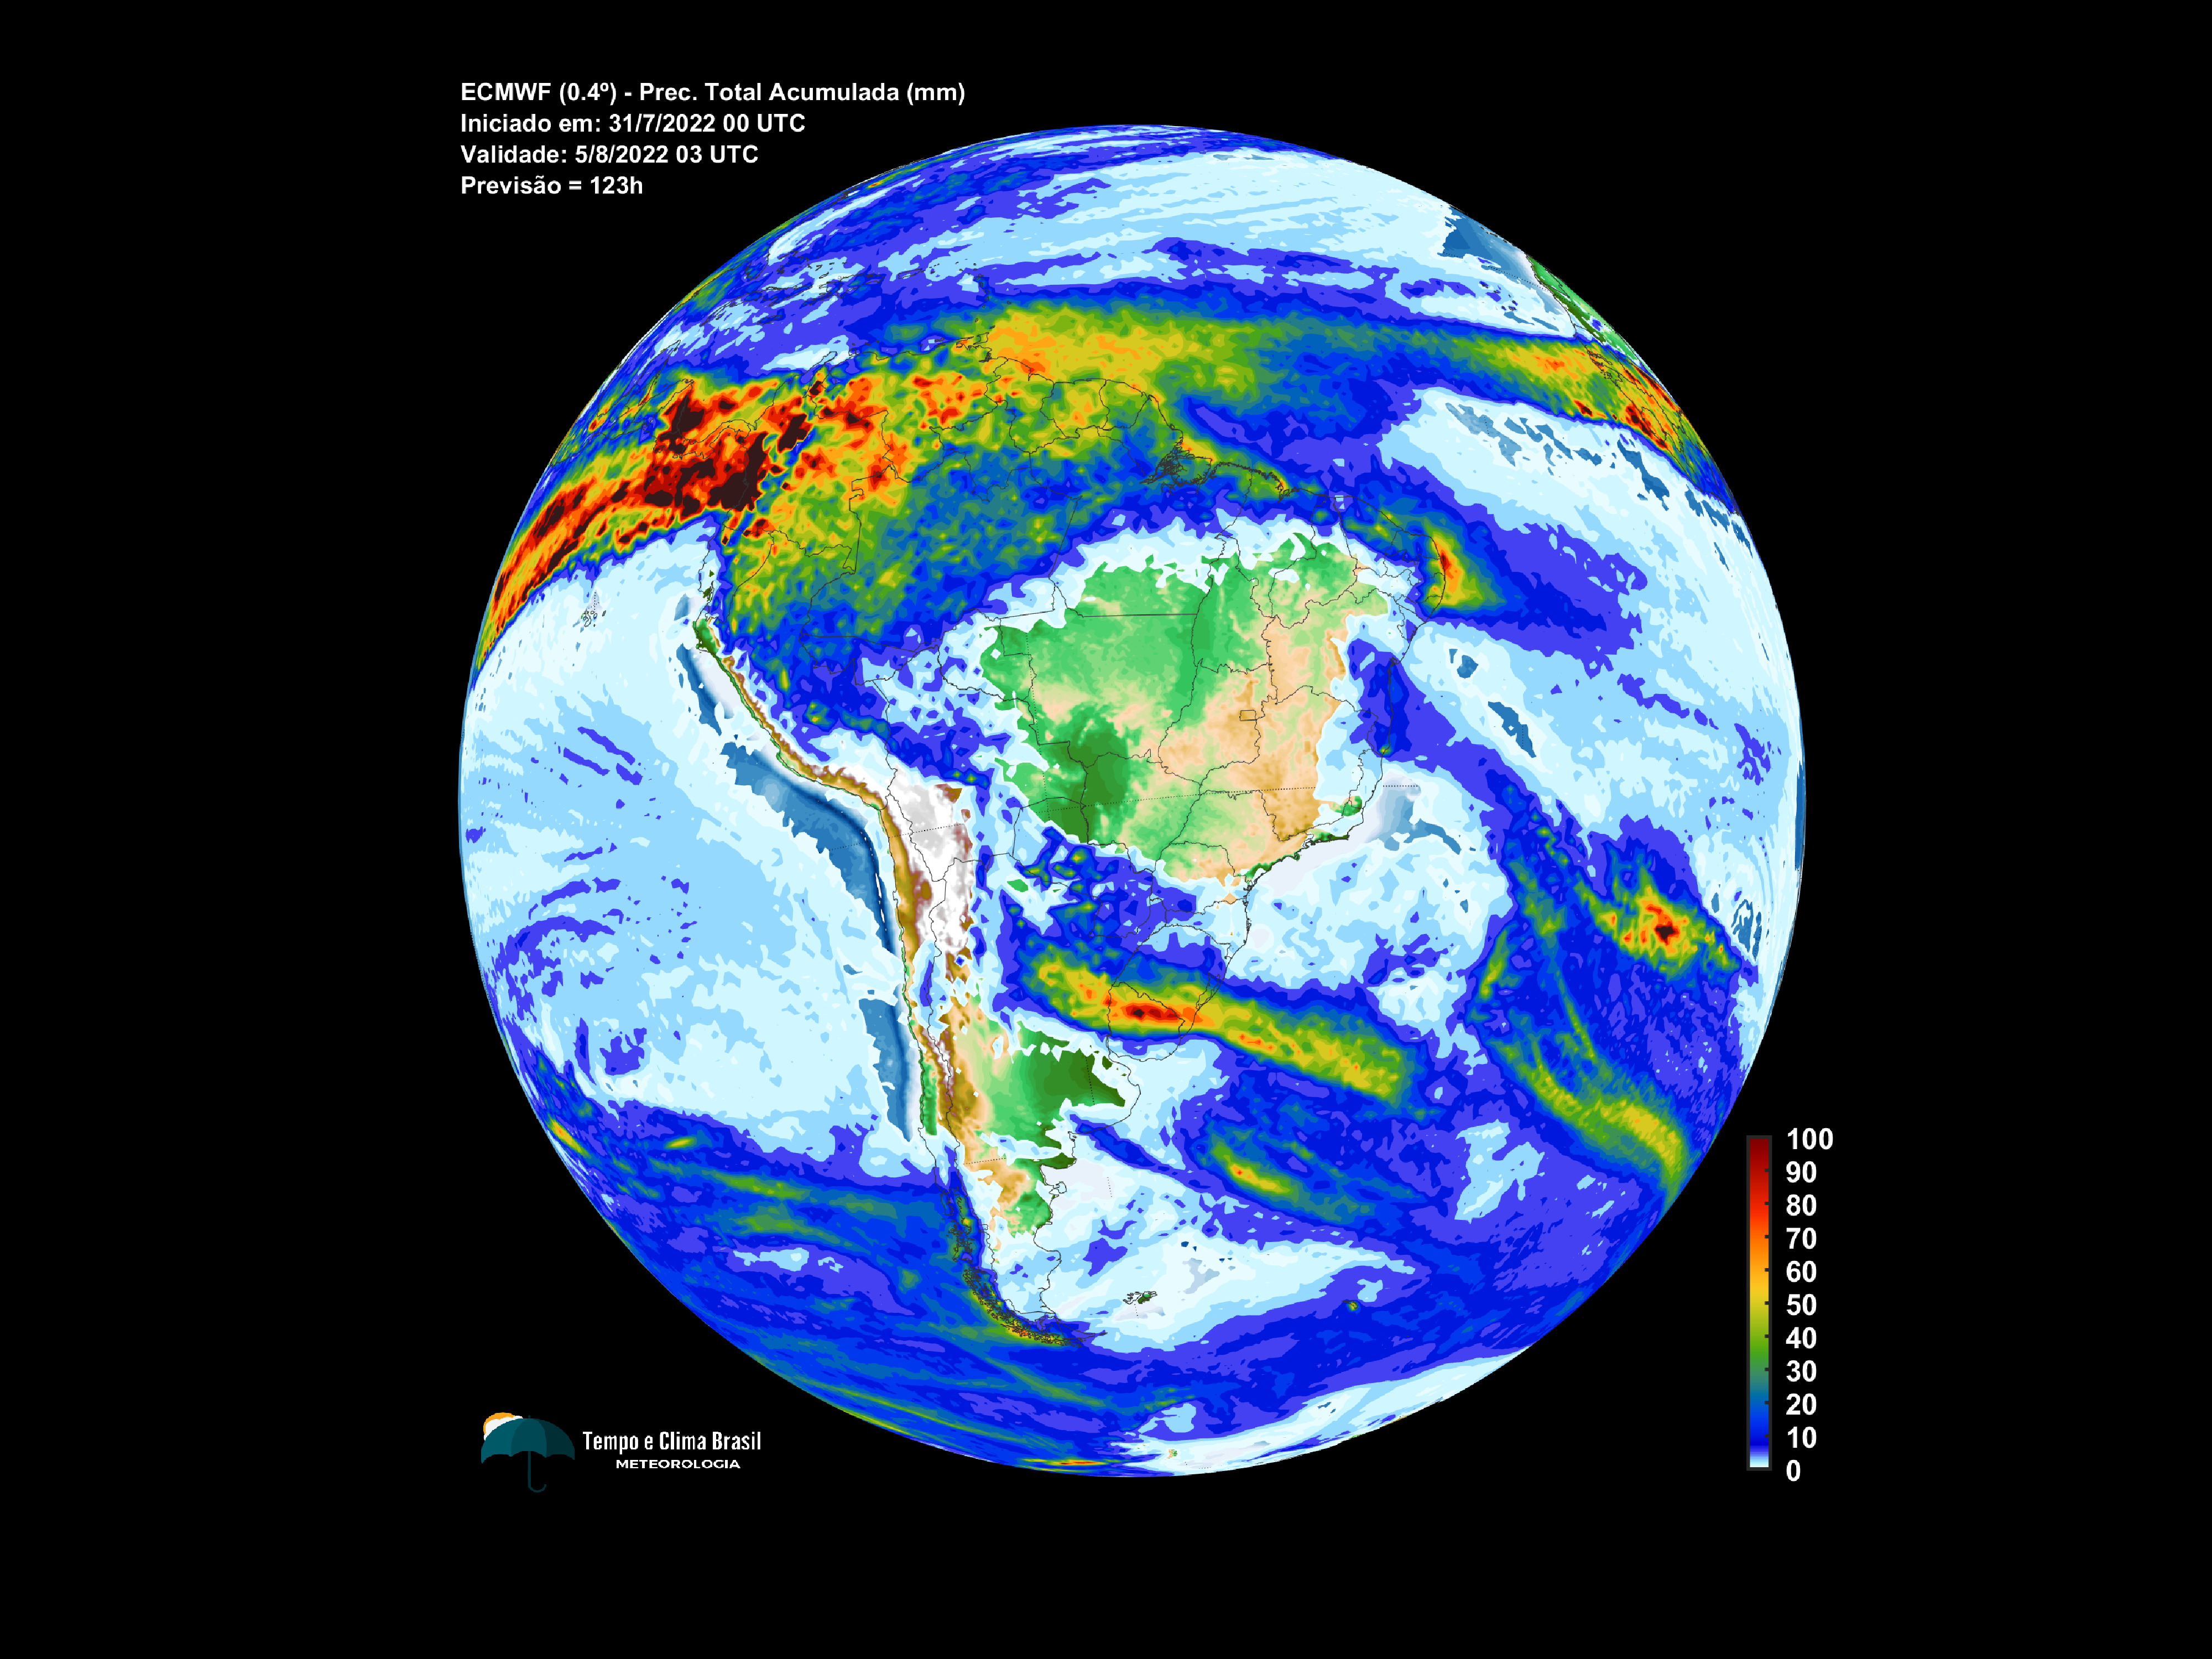 ECMWF (0.4º) - Prec. Total Acumulada (mm)
Iniciado em: 31/7/2022 00 UTC
Validade: 5/8/2022 03 UTC
Previsão = 123h
100
90
80
70
60
50
40
30
20
10
0
Tempo e Clima Brasil
METEOROLOGIA